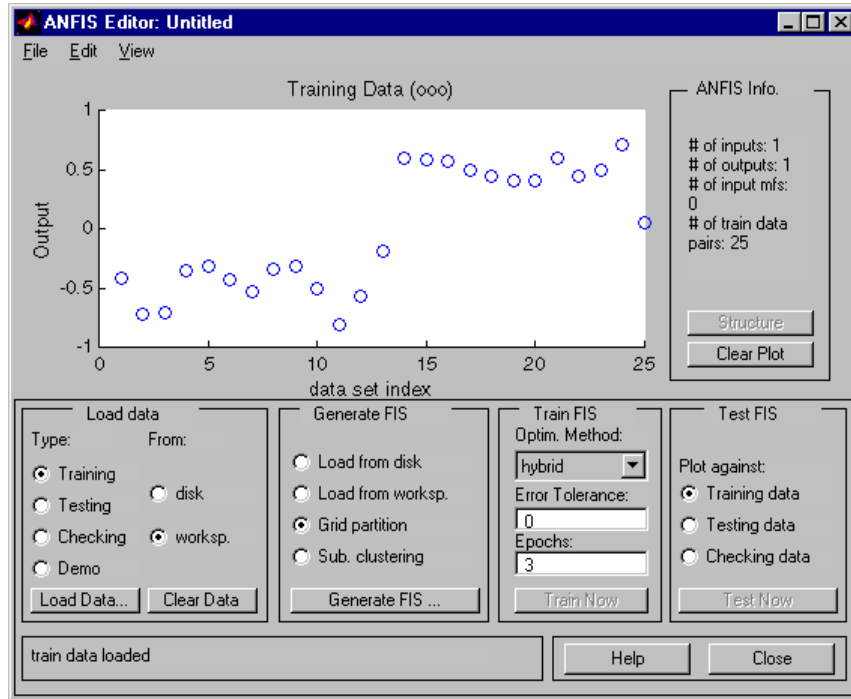 ANFIS Editor: Untitled
File Edit View
Training Data (ooo)
1
0.5
0
-0.5
-1
Output
0 5 10 15 20 25
data set index
ANFIS Info.
# of inputs: 1
# of outputs: 1
# of input mfs:
0
# of train data
pairs: 25
Structure
Clear Plot
Load data
Type: From:
Training
disk
Testing
Checking
worksp.
Demo
Load Data... Clear Data
Generate FIS
Load from disk
Load from worksp.
Grid partition
Sub. clustering
Generate FIS ...
Train FIS
Optim. Method:
hybrid
Error Tolerance:
0
Epochs:
3
Train Now
Test FIS
Plot against:
Training data
Testing data
Checking data
Test Now
train data loaded
Help Close